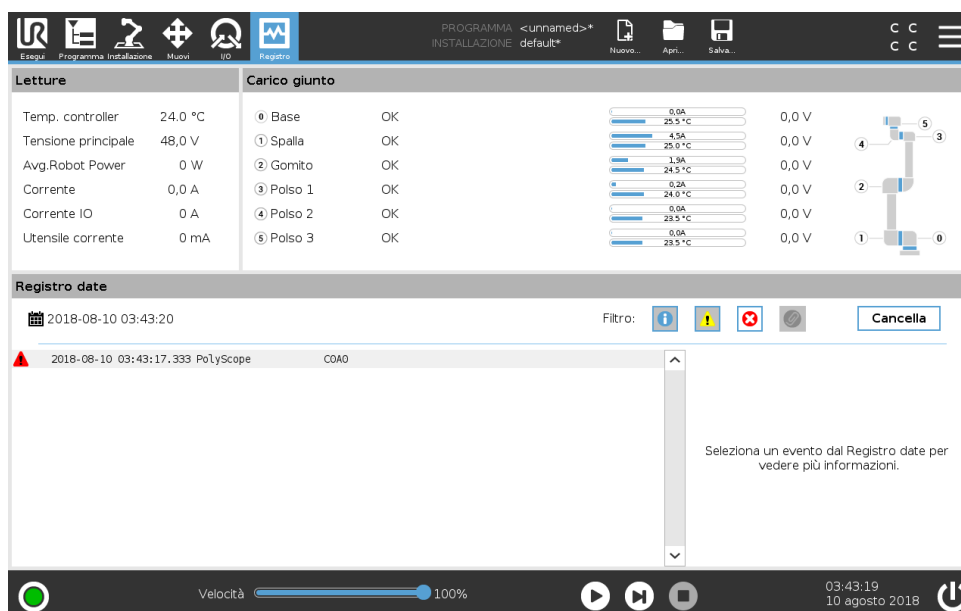 PROGRAMMA <unnamed>*
INSTALLAZIONE default*
Esegui Programma Installazione Muovi I/O Registro
Nuovo... Apri... Salva...
C C
C C
Letture
Carico giunto
Temp. controller 24.0 °C
Tensione principale 48,0 V
Avg.Robot Power 0 W
Corrente 0,0 A
Corrente IO 0 A
Utensile corrente 0 mA
0 Base OK 0,0A 25.5 °C 0,0 V
1 Spalla OK 4,5A 25.0 °C 0,0 V
2 Gomito OK 1,9A 24.5 °C 0,0 V
3 Polso 1 OK 0,2A 24.0 °C 0,0 V
4 Polso 2 OK 0,0A 23.5 °C 0,0 V
5 Polso 3 OK 0,0A 23.5 °C 0,0 V
5
4 3
2
1 0
Registro date
2018-08-10 03:43:20 Filtro: Cancella
2018-08-10 03:43:17.333 PolyScope C0A0
Seleziona un evento dal Registro date per
vedere più informazioni.
Velocità 100%
03:43:19
10 agosto 2018